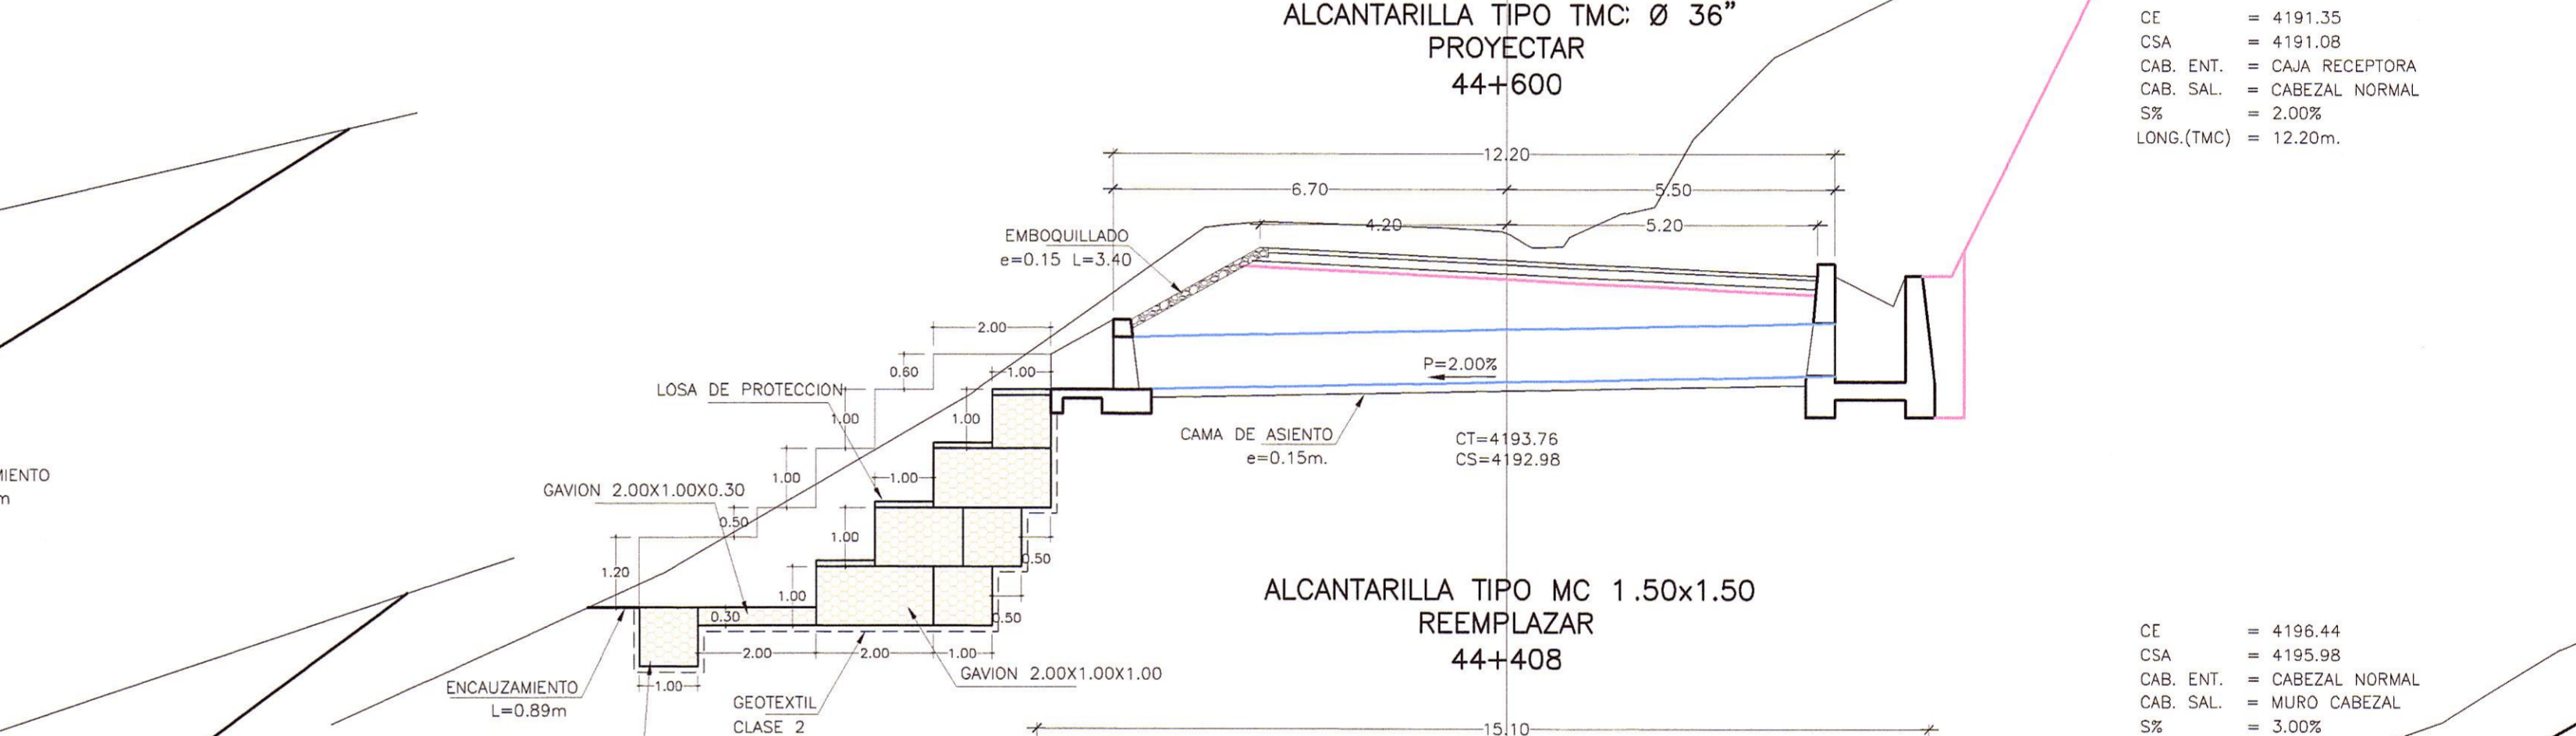 ALCANTARILLA TIPO TMC: Ø 36”
PROYECTAR
44+600
CE = 4191.35
CSA = 4191.08
CAB. ENT. = CAJA RECEPTORA
CAB. SAL. = CABEZAL NORMAL
S% = 2.00%
LONG.(TMC) = 12.20m.
12.20
6.70
5.50
4.20
5.20
EMBOQUILLADO
e=0.15 L=3.40
2.00
0.60
1.00
P=2.00%
LOSA DE PROTECCION
1.00
1.00
CAMA DE ASIENTO
e=0.15m.
CT=4193.76
CS=4192.98
IENTO
m
GAVION 2.00X1.00X0.30
1.00
1.00
0.50
1.00
0.50
1.20
1.00
0.30
0.50
2.00
2.00
1.00
GAVION 2.00X1.00X1.00
ENCAUZAMIENTO
L=0.89m
1.00
GEOTEXTIL
CLASE 2
ALCANTARILLA TIPO MC 1.50x1.50
REEMPLAZAR
44+408
15.10
CE = 4196.44
CSA = 4195.98
CAB. ENT. = CABEZAL NORMAL
CAB. SAL. = MURO CABEZAL
S% = 3.00%